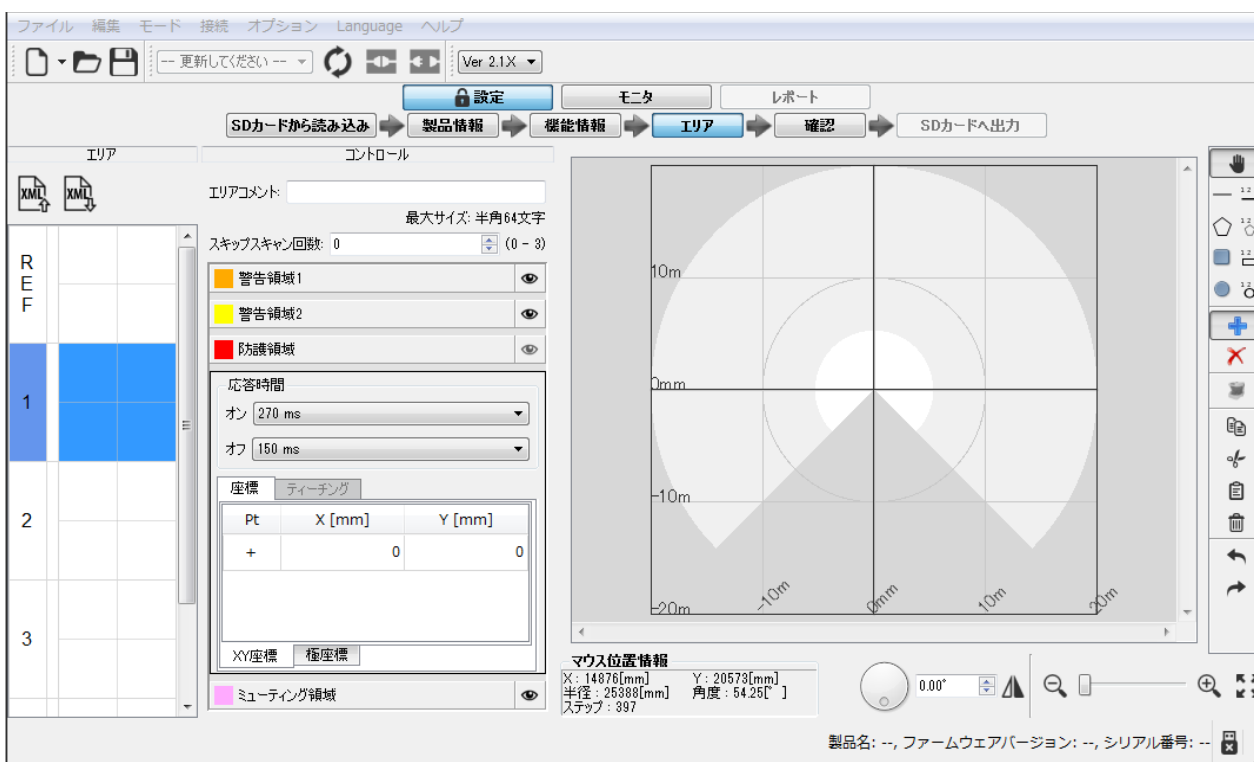 ファイル 編集 モード 接続 オプション Language ヘルプ
-- 更新してください -- Ver 2.1X
設定 モニタ レポート
SDカードから読み込み 製品情報 機能情報 エリア 確認 SDカードへ出力
エリア コントロール
XML XML
エリアコメント:
最大サイズ: 半角64文字
スキップスキャン回数: 0 (0 - 3)
REF
1
2
3
警告領域1
警告領域2
防護領域
応答時間
オン 270 ms
オフ 150 ms
座標 ティーチング
Pt X [mm] Y [mm]
+ 0 0
XY座標 極座標
ミューティング領域
10m
0mm
-10m
-20m
-10m 0mm 10m 20m
マウス位置情報
X : 14876[mm] Y : 20573[mm]
半径 : 25388[mm] 角度 : 54.25[° ]
ステップ : 397
0.00°
1 2
1 2
1 2
1 2
製品名: --, ファームウェアバージョン: --, シリアル番号: --